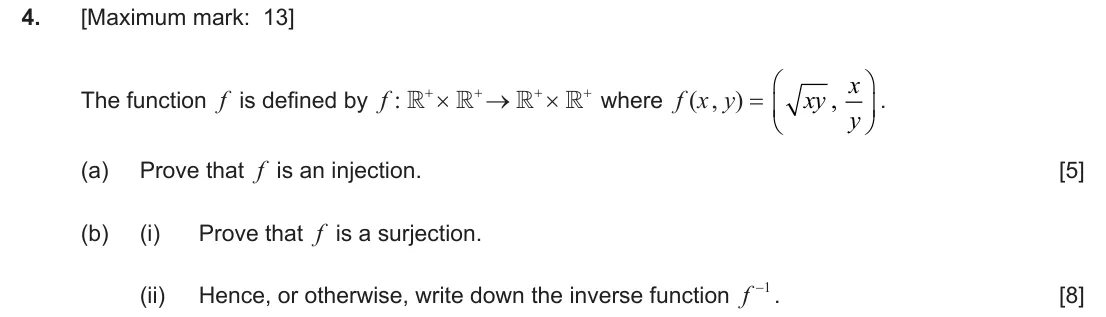 4. [Maximum mark: 13]
The function f is defined by f : ℝ⁺ × ℝ⁺ → ℝ⁺ × ℝ⁺ where f(x, y) = (√xy, x/y).
(a) Prove that f is an injection. [5]
(b) (i) Prove that f is a surjection.
(ii) Hence, or otherwise, write down the inverse function f⁻¹. [8]